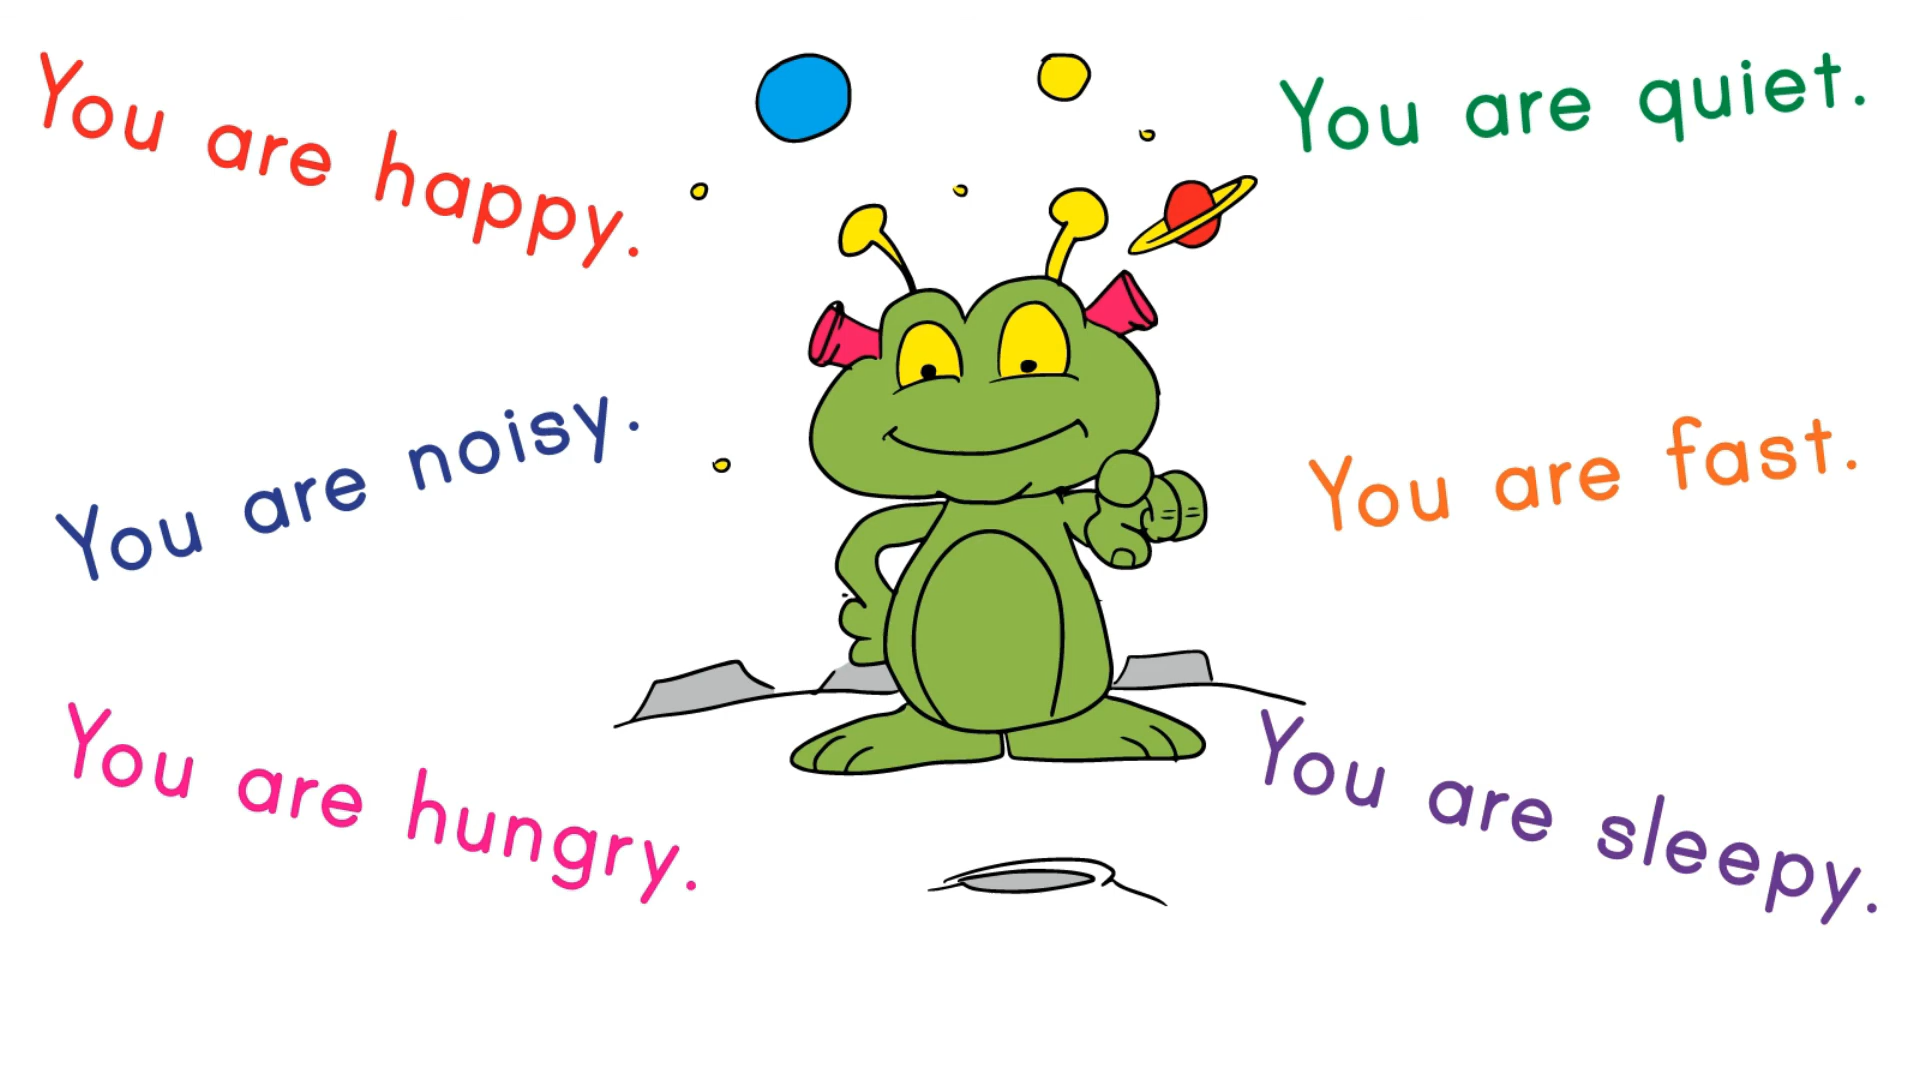 You are happy.
You are quiet.
You are noisy.
You are fast.
You are hungry.
You are sleepy.